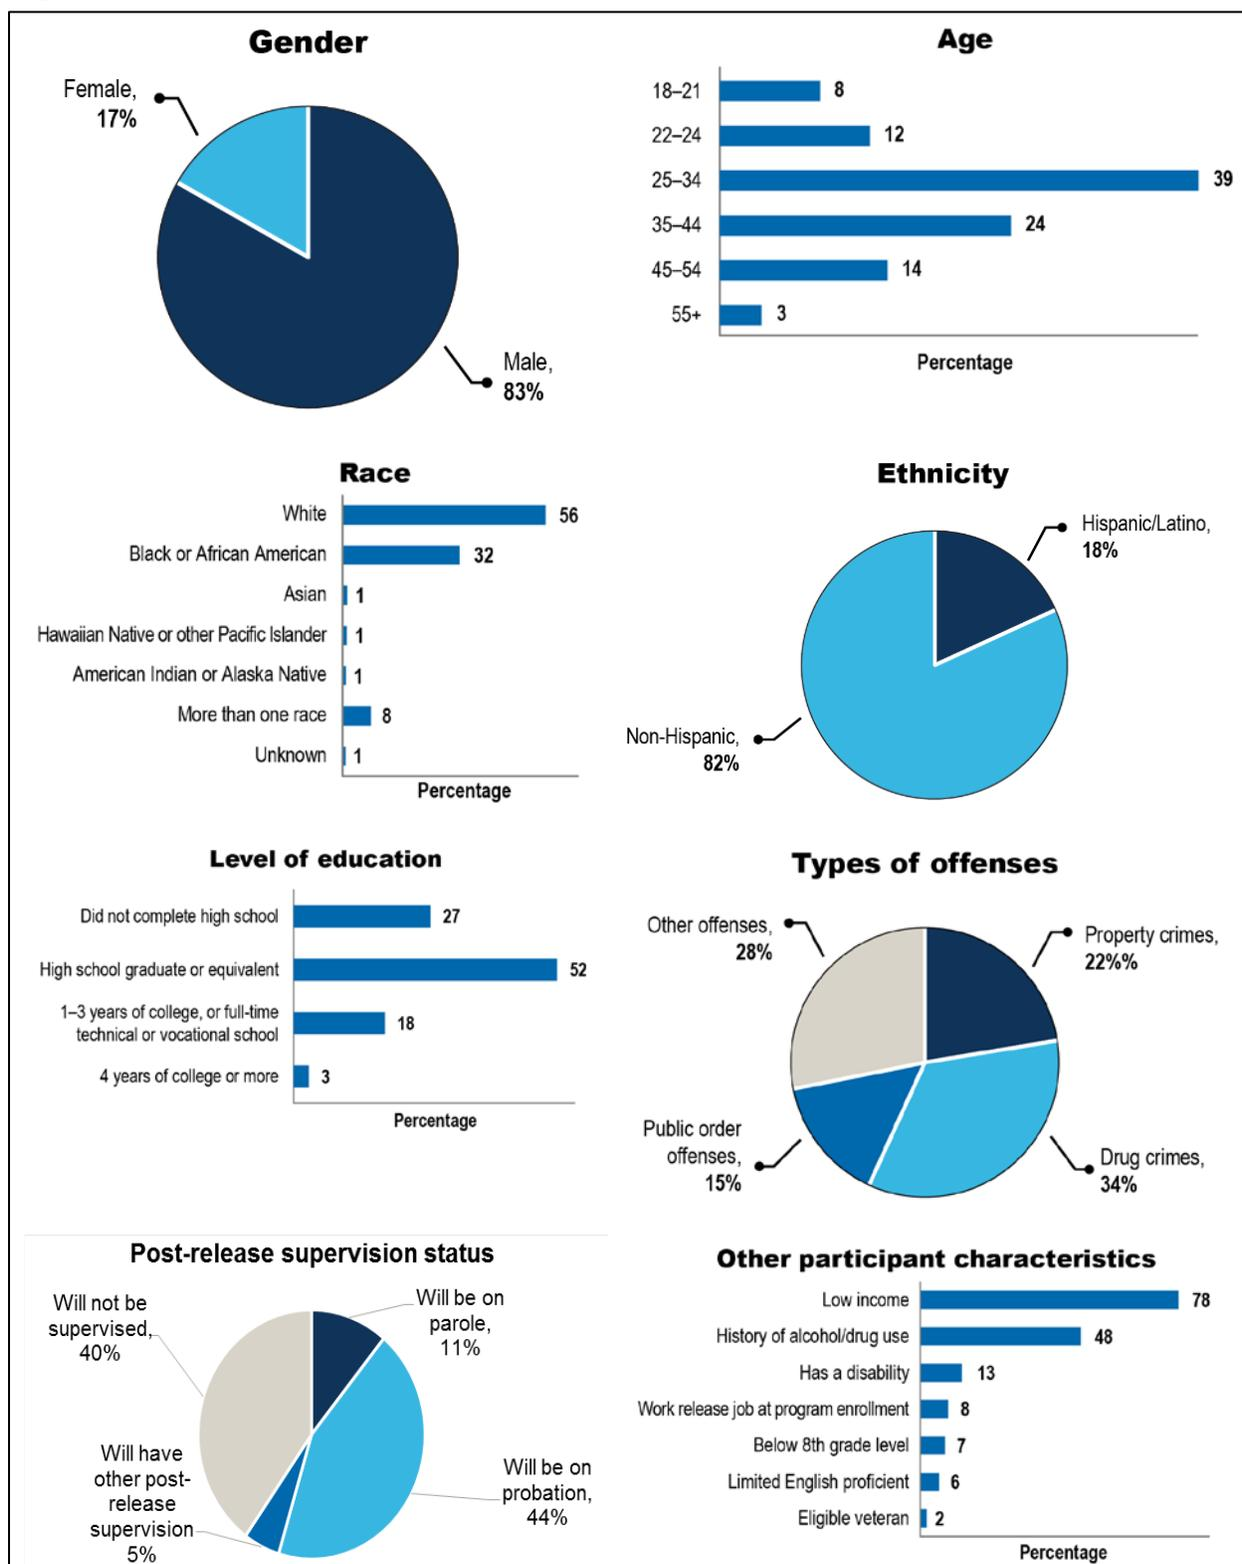 Gender
Female,
17%
Male,
83%
Age
18–21 8
22–24 12
25–34 39
35–44 24
45–54 14
55+ 3
Percentage
Race
White 56
Black or African American 32
Asian 1
Hawaiian Native or other Pacific Islander 1
American Indian or Alaska Native 1
More than one race 8
Unknown 1
Percentage
Ethnicity
Hispanic/Latino,
18%
Non-Hispanic,
82%
Level of education
Did not complete high school 27
High school graduate or equivalent 52
1–3 years of college, or full-time
technical or vocational school 18
4 years of college or more 3
Percentage
Types of offenses
Other offenses,
28%
Property crimes,
22%%
Public order
offenses,
15%
Drug crimes,
34%
Post-release supervision status
Will not be
supervised,
40%
Will be on
parole,
11%
Will have
other post-
release
supervision
5%
Will be on
probation,
44%
Other participant characteristics
Low income 78
History of alcohol/drug use 48
Has a disability 13
Work release job at program enrollment 8
Below 8th grade level 7
Limited English proficient 6
Eligible veteran 2
Percentage